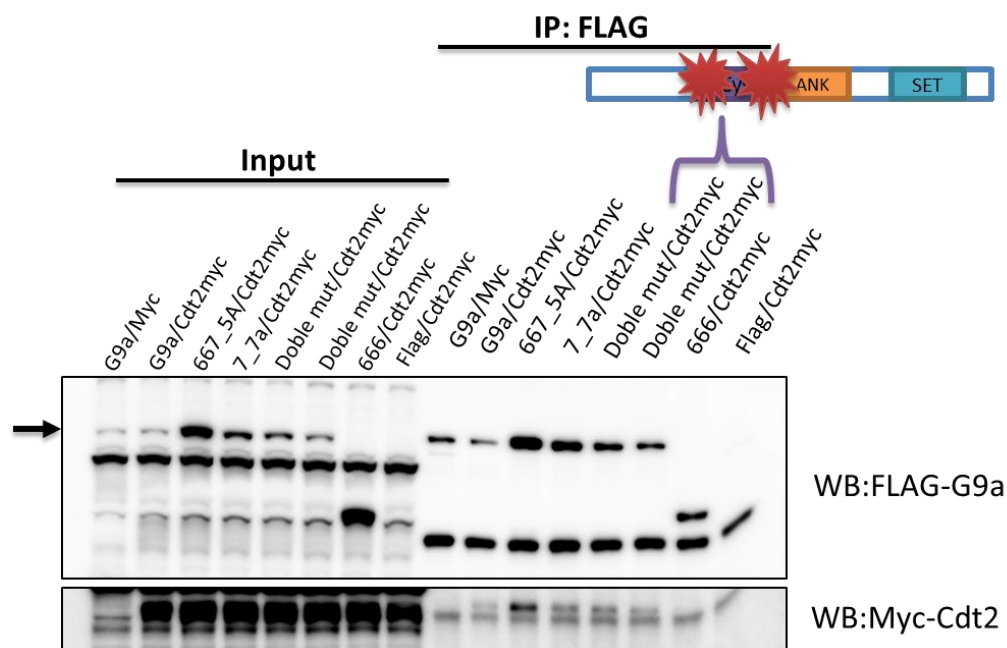 IP: FLAG
Cy ANK SET
Input
G9a/Myc
G9a/Cdt2myc
667_5A/Cdt2myc
7_7a/Cdt2myc
Doble mut/Cdt2myc
Doble mut/Cdt2myc
666/Cdt2myc
Flag/Cdt2myc
G9a/Myc
G9a/Cdt2myc
667_5A/Cdt2myc
7_7a/Cdt2myc
Doble mut/Cdt2myc
Doble mut/Cdt2myc
666/Cdt2myc
Flag/Cdt2myc
WB:FLAG-G9a
WB:Myc-Cdt2